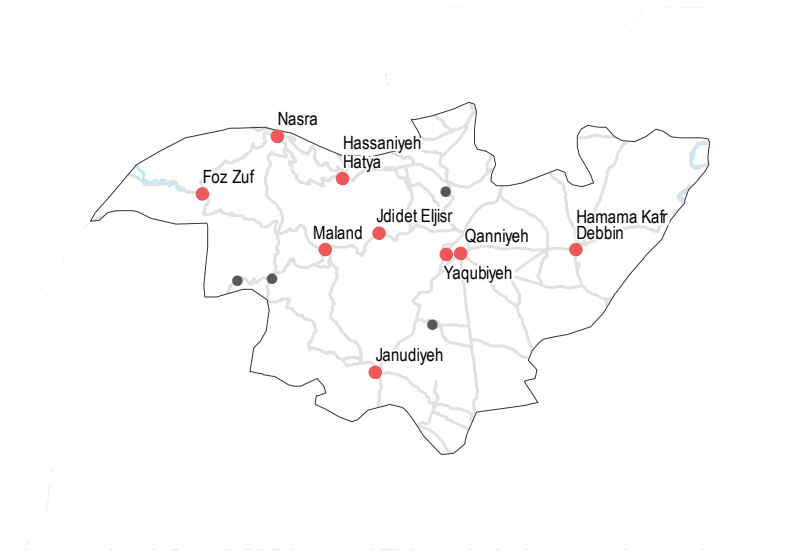 Nasra
Hassaniyeh
Hatya
Foz Zuf
Jdidet Eljisr
Hamama Kafr
Debbin
Maland
Qanniyeh
Yaqubiyeh
Janudiyeh